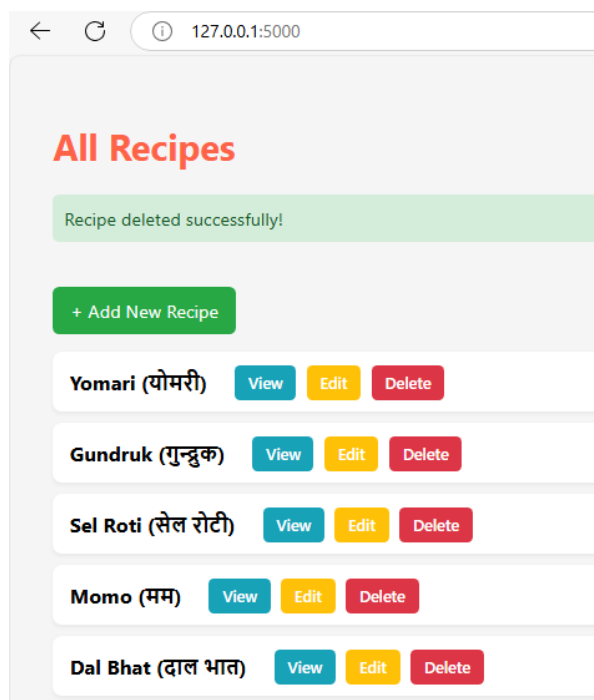 127.0.0.1:5000
All Recipes
Recipe deleted successfully!
+ Add New Recipe
Yomari (योमरी) View Edit Delete
Gundruk (गुन्द्रुक) View Edit Delete
Sel Roti (सेल रोटी) View Edit Delete
Momo (मम) View Edit Delete
Dal Bhat (दाल भात) View Edit Delete